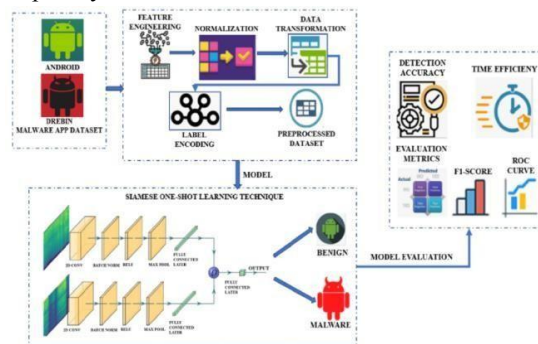 FEATURE
ENGINEERING
NORMALIZATION
DATA
TRANSFORMATION
ANDROID
DREBIN
MALWARE APP DATASET
LABEL
ENCODING
PREPROCESSED
DATASET
DETECTION
ACCURACY
TIME EFFICIENY
EVALUATION
METRICS
Predicted
Actual
F1-SCORE
ROC
CURVE
MODEL
SIAMESE ONE-SHOT LEARNING TECHNIQUE
2D CONV
BATCH NORM
RELU
MAX POOL
FULLY
CONNECTED
LAYER
FULLY
CONNECTED
LAYER
OUTPUT
2D CONV
BATCH NORM
RELU
MAX POOL
FULLY
CONNECTED
LAYER
BENIGN
MALWARE
MODEL EVALUATION